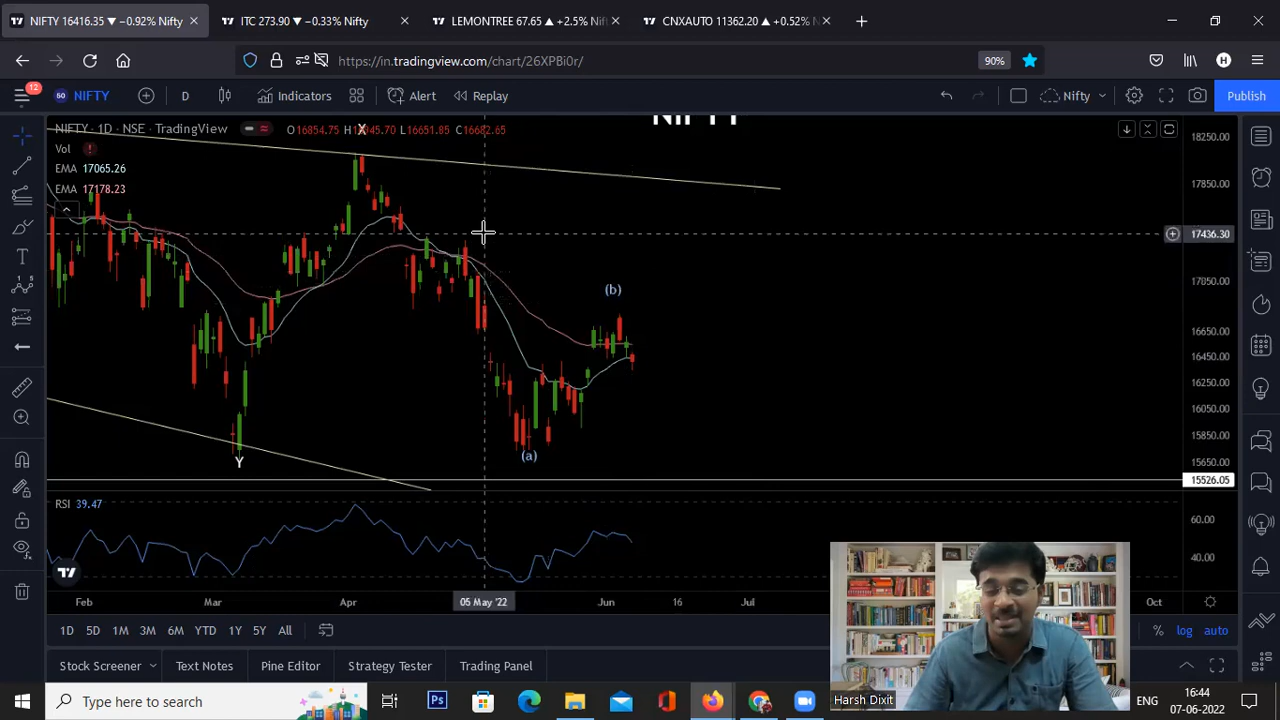 NIFTY 16416.35 ▼ −0.92% Nifty
ITC 273.90 ▼ −0.33% Nifty
LEMONTREE 67.65 ▲ +2.5% Nif
CNXAUTO 11362.20 ▲ +0.52% N
https://in.tradingview.com/chart/26XPBi0r/
90%
H
12
50 NIFTY
D
Indicators
Alert
Replay
Nifty
Publish
NIFTY
NIFTY · 1D · NSE · TradingView
O16854.75 L16651.85 C16682.65
X
Vol !
EMA 17065.26
EMA 17178.23
18250.00
17850.00
17436.30
17050.00
16850.00
16650.00
16450.00
16250.00
16050.00
15850.00
15650.00
15526.05
(b)
(a)
Y
RSI 39.47
60.00
40.00
Feb
Mar
Apr
05 May '22
Jun
16
Jul
Oct
1D 5D 1M 3M 6M YTD 1Y 5Y All
% log auto
Stock Screener
Text Notes
Pine Editor
Strategy Tester
Trading Panel
Harsh Dixit
Type here to search
Ps
ENG
16:44
07-06-2022